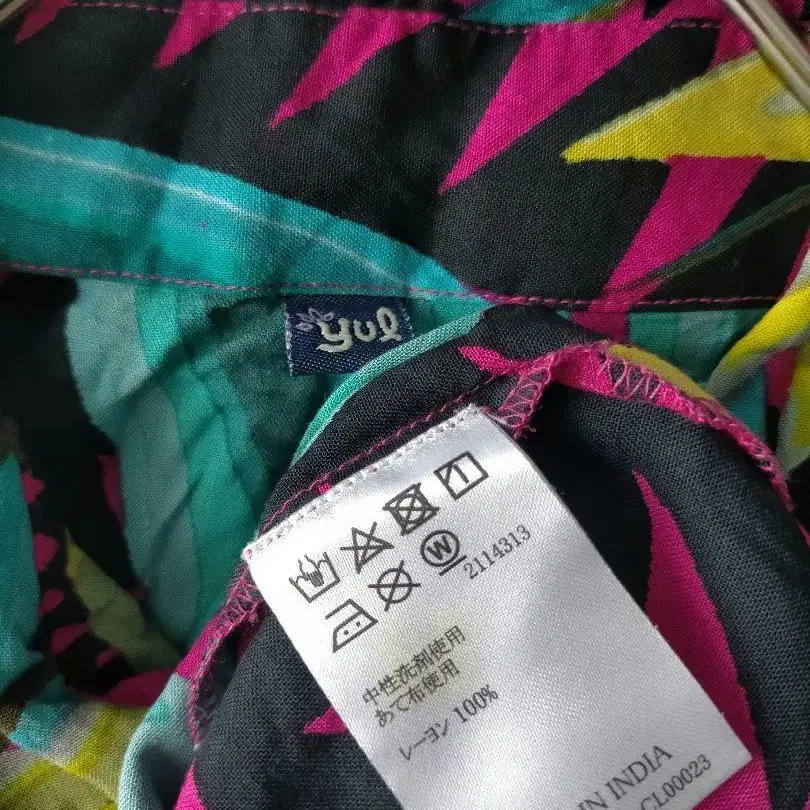 yul
2114313
中性洗剤使用
あて布使用
レーヨン 100%
IN INDIA
CL00023